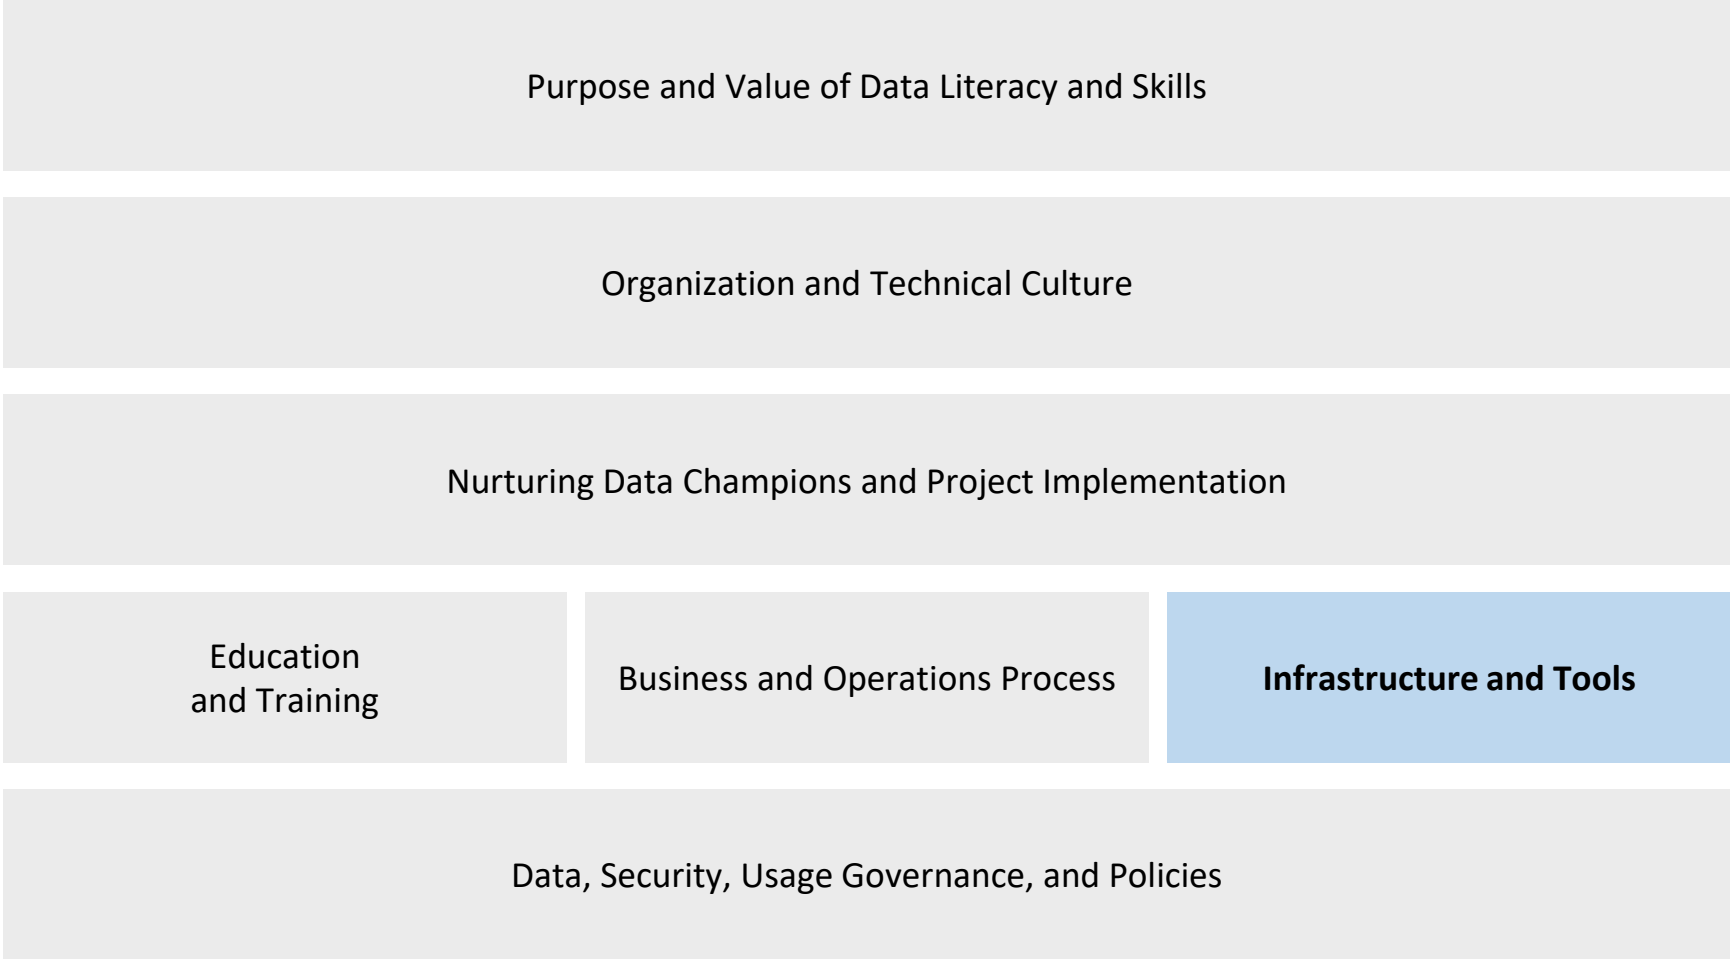 Purpose and Value of Data Literacy and Skills
Organization and Technical Culture
Nurturing Data Champions and Project Implementation
Education
and Training
Business and Operations Process
Infrastructure and Tools
Data, Security, Usage Governance, and Policies